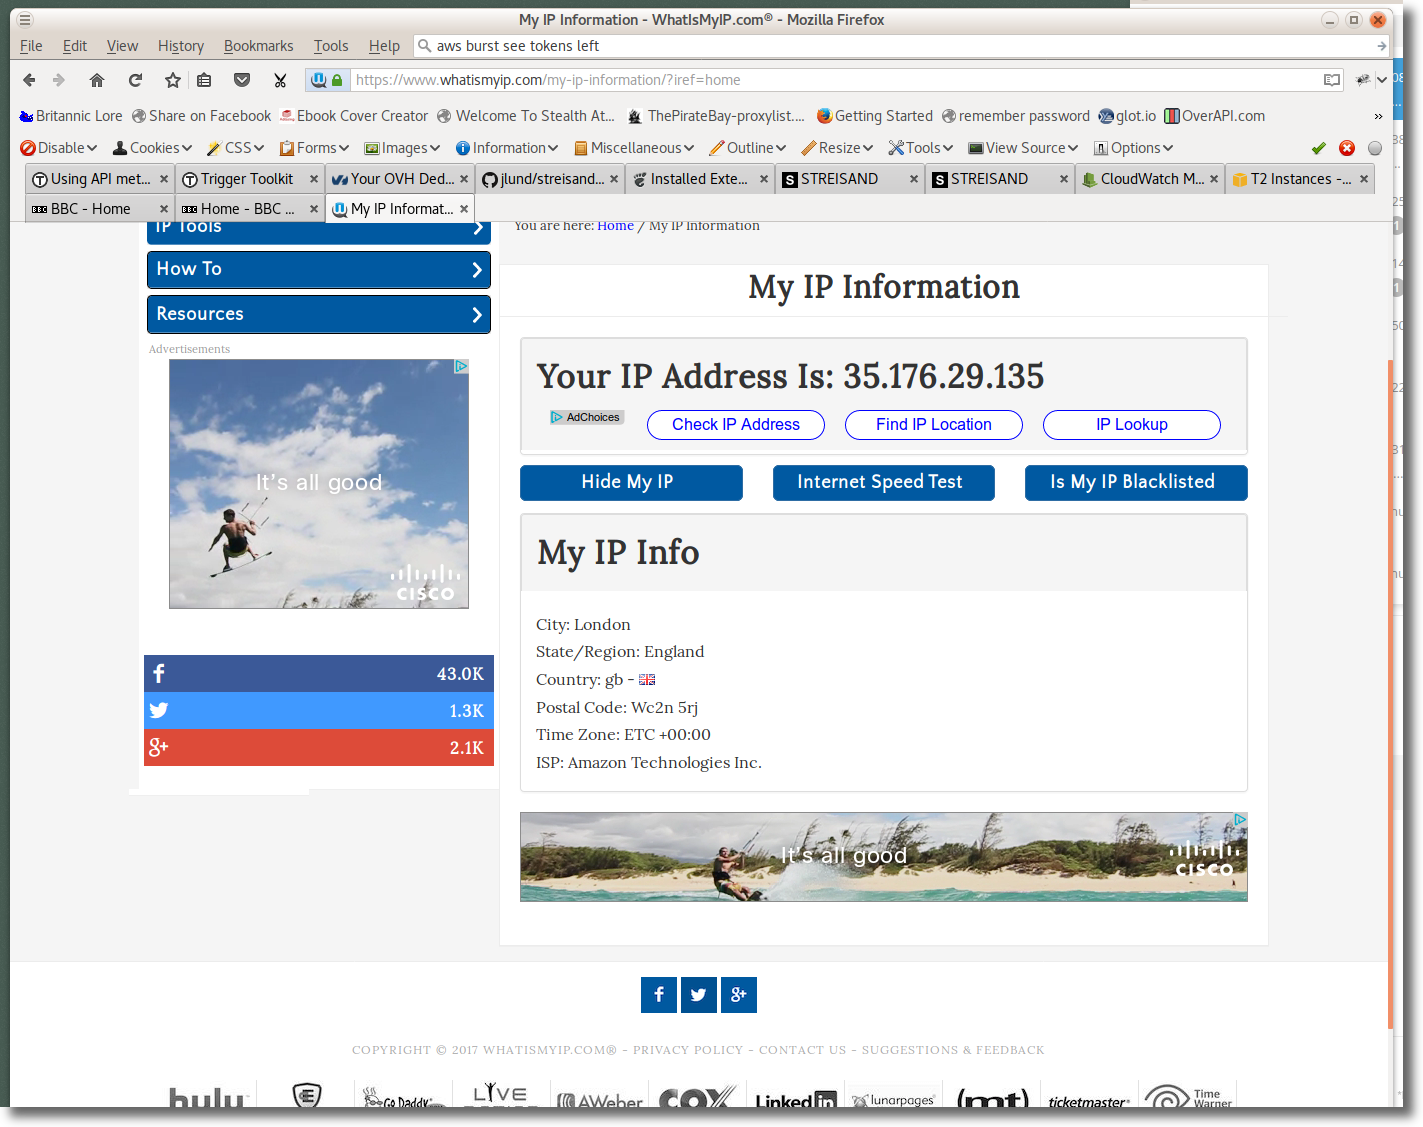 My IP Information - WhatIsMyIP.com® - Mozilla Firefox
File Edit View History Bookmarks Tools Help aws burst see tokens left
https://www.whatismyip.com/my-ip-information/?iref=home
Britannic Lore Share on Facebook Ebook Cover Creator Welcome To Stealth At... ThePirateBay-proxylist.... Getting Started remember password glot.io OverAPI.com »
Disable Cookies CSS Forms Images Information Miscellaneous Outline Resize Tools View Source Options
Using API met... Trigger Toolkit Your OVH Ded... jlund/streisand... Installed Exte... STREISAND STREISAND CloudWatch M... T2 Instances -...
BBC - Home Home - BBC ... My IP Informat...
IP Tools
You are here: Home / My IP Information
How To
Resources
Advertisements
It's all good
CISCO
43.0K
1.3K
2.1K
My IP Information
Your IP Address Is: 35.176.29.135
AdChoices Check IP Address Find IP Location IP Lookup
Hide My IP Internet Speed Test Is My IP Blacklisted
My IP Info
City: London
State/Region: England
Country: gb -
Postal Code: Wc2n 5rj
Time Zone: ETC +00:00
ISP: Amazon Technologies Inc.
It's all good
CISCO
COPYRIGHT © 2017 WHATISMYIP.COM® - PRIVACY POLICY - CONTACT US - SUGGESTIONS & FEEDBACK
hulu Go Daddy LIVE AWeber COX LinkedIn lunarpages (mt) ticketmaster Time Warner